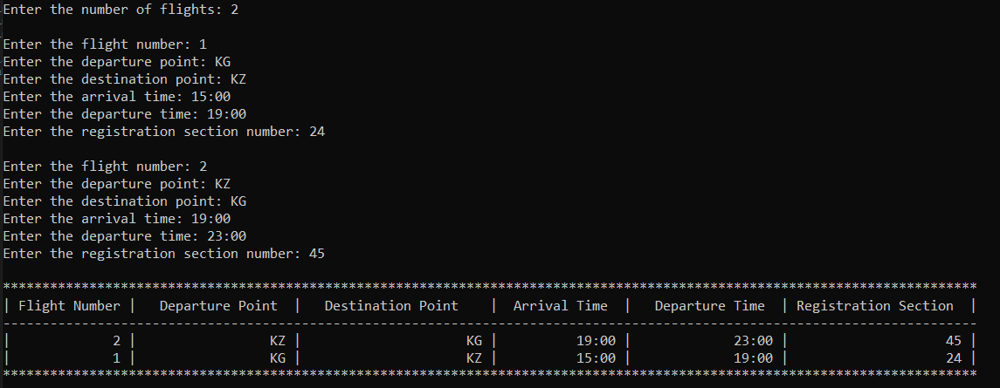 Enter the number of flights: 2
Enter the flight number: 1
Enter the departure point: KG
Enter the destination point: KZ
Enter the arrival time: 15:00
Enter the departure time: 19:00
Enter the registration section number: 24
Enter the flight number: 2
Enter the departure point: KZ
Enter the destination point: KG
Enter the arrival time: 19:00
Enter the departure time: 23:00
Enter the registration section number: 45
****************************************************************************************************************************
| Flight Number |   Departure Point  |   Destination Point    |  Arrival Time  |   Departure Time  | Registration Section  |
----------------------------------------------------------------------------------------------------------------------------
|             2 |                 KZ |                     KG |          19:00 |             23:00 |                    45 |
|             1 |                 KG |                     KZ |          15:00 |             19:00 |                    24 |
****************************************************************************************************************************